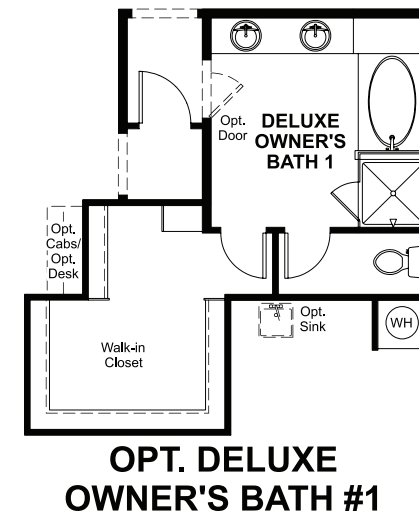 Opt.
Door
DELUXE
OWNER'S
BATH 1
Opt.
Cabs/
Opt.
Desk
Walk-in
Closet
Opt.
Sink
WH
OPT. DELUXE
OWNER'S BATH #1